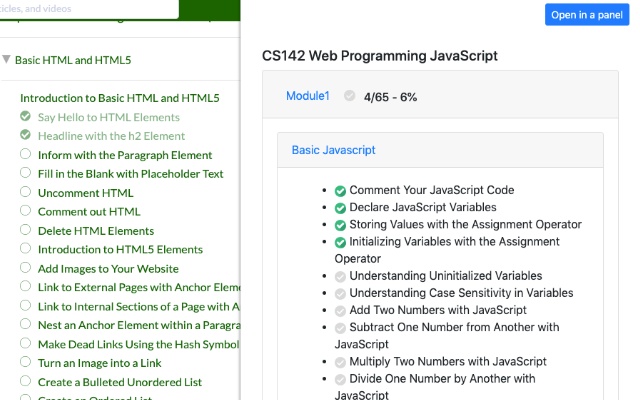 icles, and videos
Basic HTML and HTML5
Introduction to Basic HTML and HTML5
Say Hello to HTML Elements
Headline with the h2 Element
Inform with the Paragraph Element
Fill in the Blank with Placeholder Text
Uncomment HTML
Comment out HTML
Delete HTML Elements
Introduction to HTML5 Elements
Add Images to Your Website
Link to External Pages with Anchor Eleme
Link to Internal Sections of a Page with A
Nest an Anchor Element within a Paragra
Make Dead Links Using the Hash Symbol
Turn an Image into a Link
Create a Bulleted Unordered List
Create an Ordered List
Open in a panel
CS142 Web Programming JavaScript
Module1 4/65 - 6%
Basic Javascript
Comment Your JavaScript Code
Declare JavaScript Variables
Storing Values with the Assignment Operator
Initializing Variables with the Assignment
Operator
Understanding Uninitialized Variables
Understanding Case Sensitivity in Variables
Add Two Numbers with JavaScript
Subtract One Number from Another with
JavaScript
Multiply Two Numbers with JavaScript
Divide One Number by Another with
JavaScript